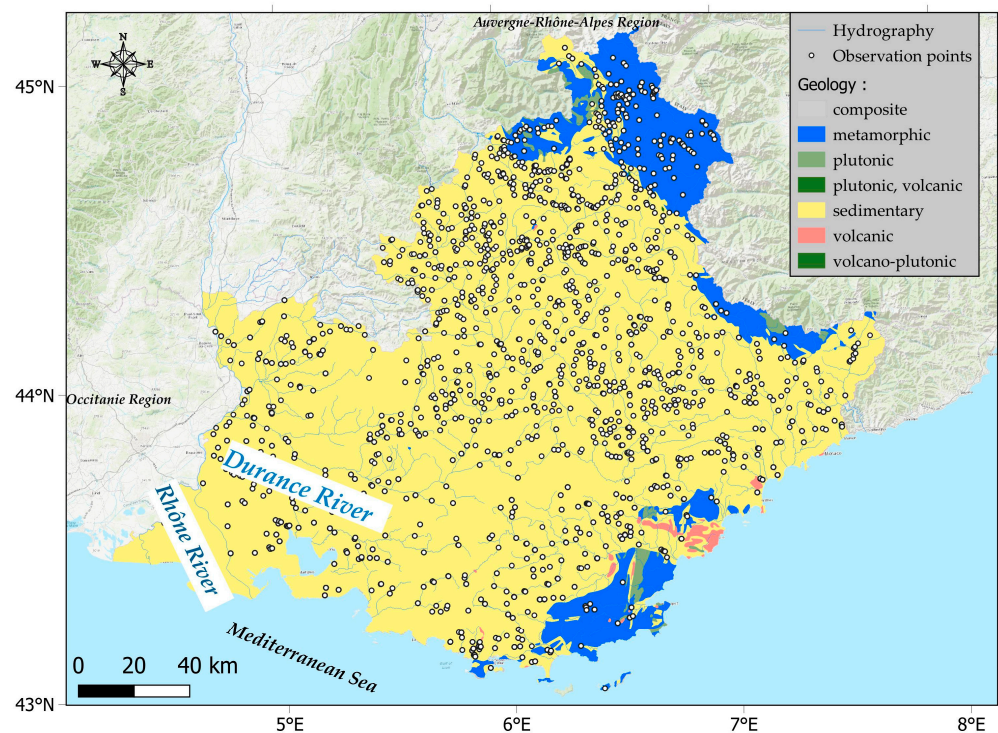 Auvergne-Rhône-Alpes Region
N
W
E
S
Hydrography
Observation points
Geology :
composite
metamorphic
plutonic
plutonic, volcanic
sedimentary
volcanic
volcano-plutonic
45°N
44°N
43°N
Occitanie Region
Durance River
Rhône River
Mediterranean Sea
0 20 40 km
5°E
6°E
7°E
8°E